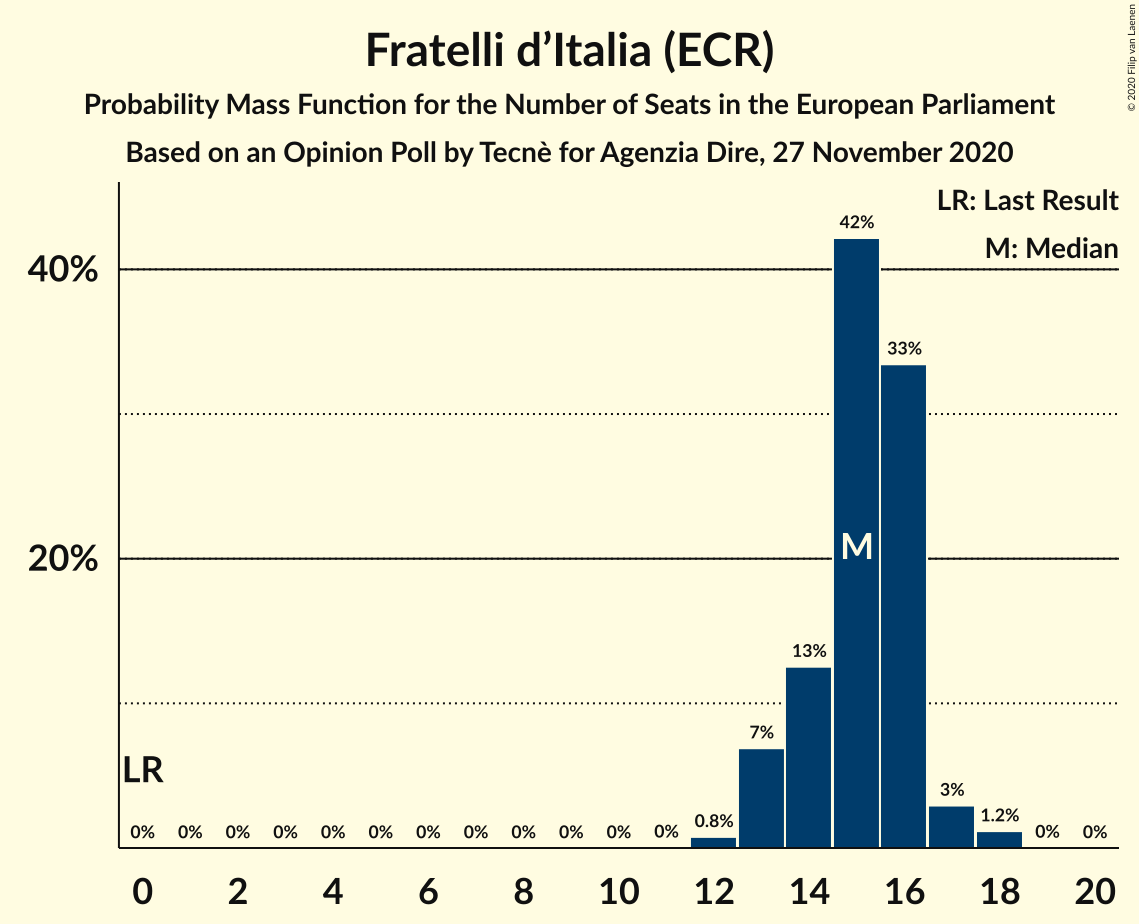 Fratelli d’Italia (ECR)
Probability Mass Function for the Number of Seats in the European Parliament
Based on an Opinion Poll by Tecnè for Agenzia Dire, 27 November 2020
© 2020 Filip van Laenen
LR: Last Result
M: Median
42%
40%
33%
20%
M
13%
7%
LR
3%
0% 0% 0% 0% 0% 0% 0% 0% 0% 0% 0% 0% 0.8% 1.2% 0% 0%
0 2 4 6 8 10 12 14 16 18 20